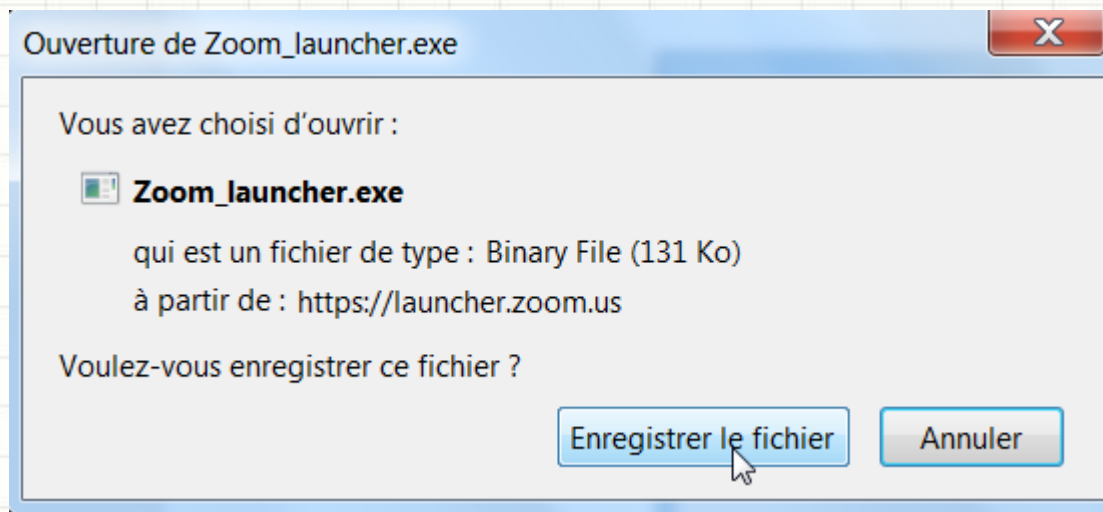 Ouverture de Zoom_launcher.exe
Vous avez choisi d’ouvrir :
Zoom_launcher.exe
qui est un fichier de type : Binary File (131 Ko)
à partir de : https://launcher.zoom.us
Voulez-vous enregistrer ce fichier ?
Enregistrer le fichier Annuler